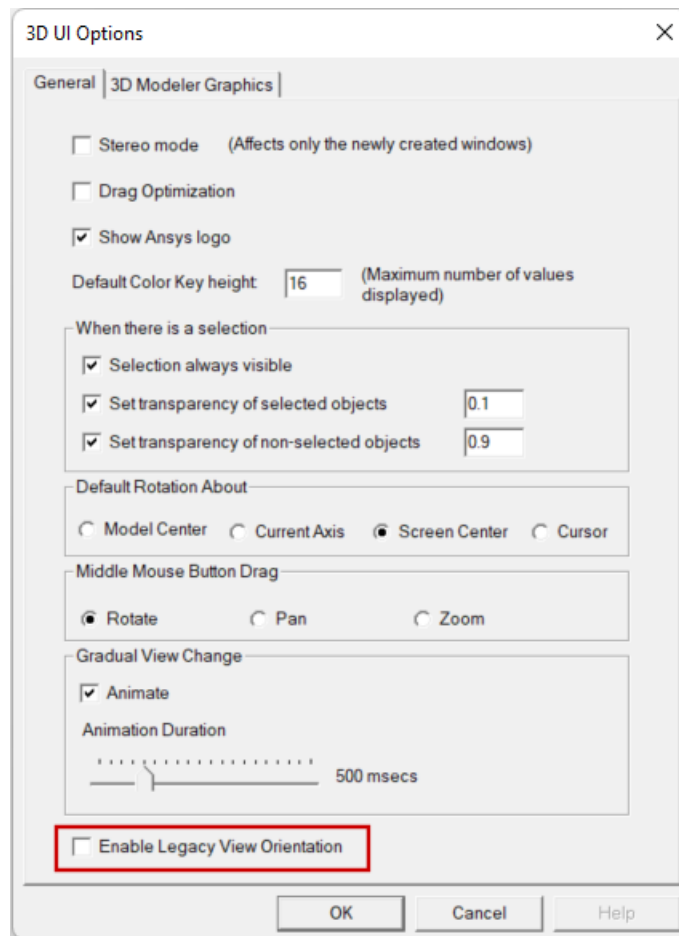 3D UI Options
General 3D Modeler Graphics
Stereo mode (Affects only the newly created windows)
Drag Optimization
Show Ansys logo
Default Color Key height: 16 (Maximum number of values
displayed)
When there is a selection
Selection always visible
Set transparency of selected objects 0.1
Set transparency of non-selected objects 0.9
Default Rotation About
Model Center Current Axis Screen Center Cursor
Middle Mouse Button Drag
Rotate Pan Zoom
Gradual View Change
Animate
Animation Duration
500 msecs
Enable Legacy View Orientation
OK Cancel Help